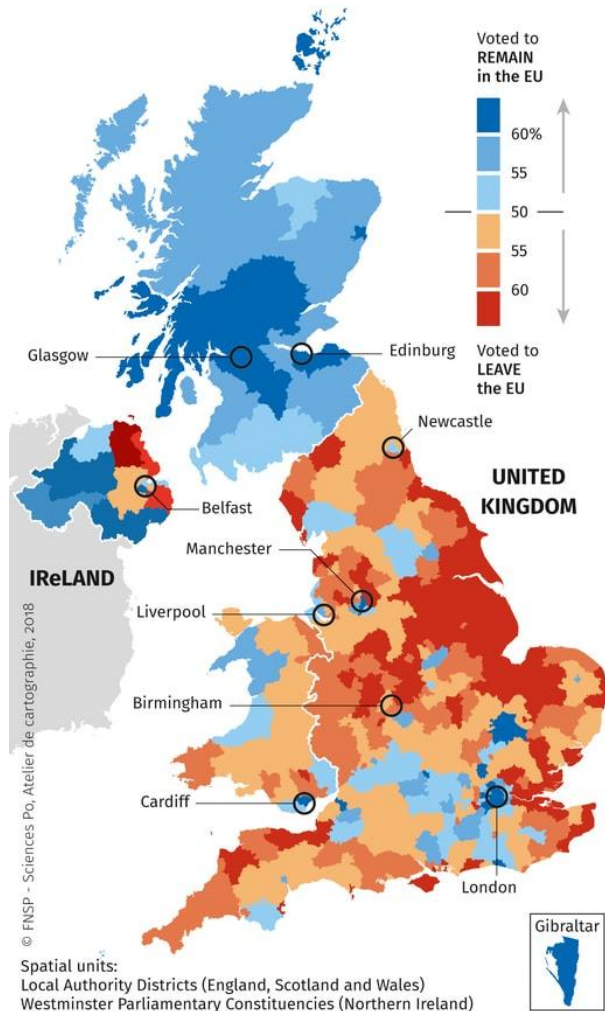 Voted to
REMAIN
in the EU
60%
55
50
55
60
Voted to
LEAVE
the EU
Glasgow
Edinburg
Newcastle
Belfast
UNITED
KINGDOM
Manchester
IReLAND
Liverpool
Birmingham
Cardiff
London
Gibraltar
© FNSP - Sciences Po, Atelier de cartographie, 2018
Spatial units:
Local Authority Districts (England, Scotland and Wales)
Westminster Parliamentary Constituencies (Northern Ireland)